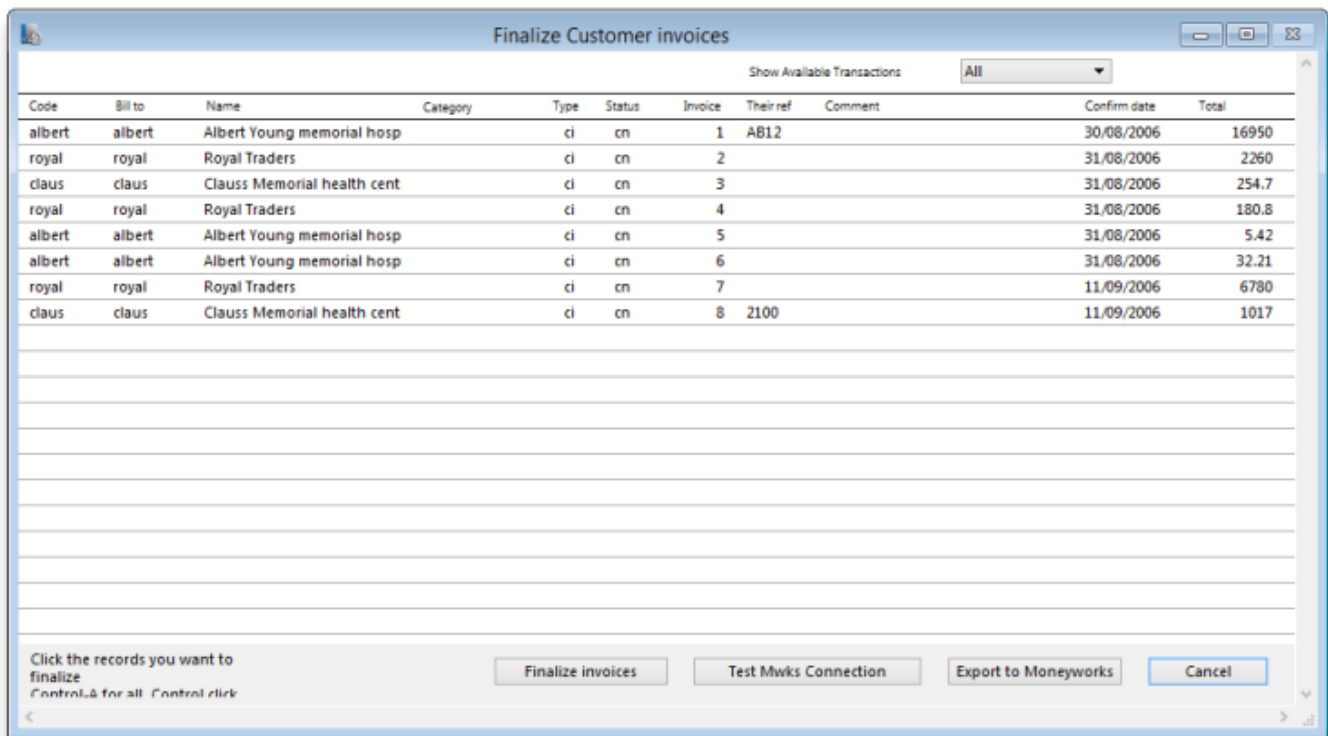 Finalize Customer invoices
Show Available Transactions All
Code Bill to Name Category Type Status Invoice Their ref Comment Confirm date Total
albert albert Albert Young memorial hosp ci cn 1 AB12 30/08/2006 16950
royal royal Royal Traders ci cn 2 31/08/2006 2260
claus claus Clauss Memorial health cent ci cn 3 31/08/2006 254.7
royal royal Royal Traders ci cn 4 31/08/2006 180.8
albert albert Albert Young memorial hosp ci cn 5 31/08/2006 5.42
albert albert Albert Young memorial hosp ci cn 6 31/08/2006 32.21
royal royal Royal Traders ci cn 7 11/09/2006 6780
claus claus Clauss Memorial health cent ci cn 8 2100 11/09/2006 1017
Click the records you want to
finalize
Control-A for all, Control click
Finalize invoices Test Mwks Connection Export to Moneyworks Cancel